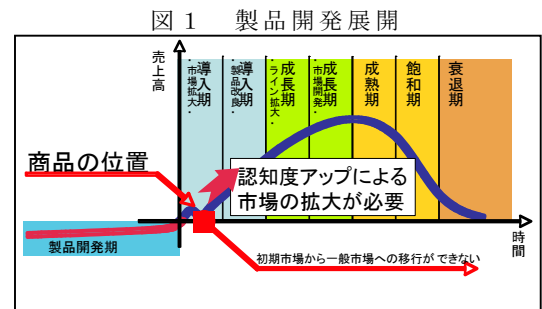 図１　製品開発展開
売上高
導入期
・市場拡大・
導入期
・製品改良・
成長期
・ライン拡大・
成長期
・市場開発・
成熟期
飽和期
衰退期
商品の位置
認知度アップによる
市場の拡大が必要
製品開発期
初期市場から一般市場への移行ができない
時間